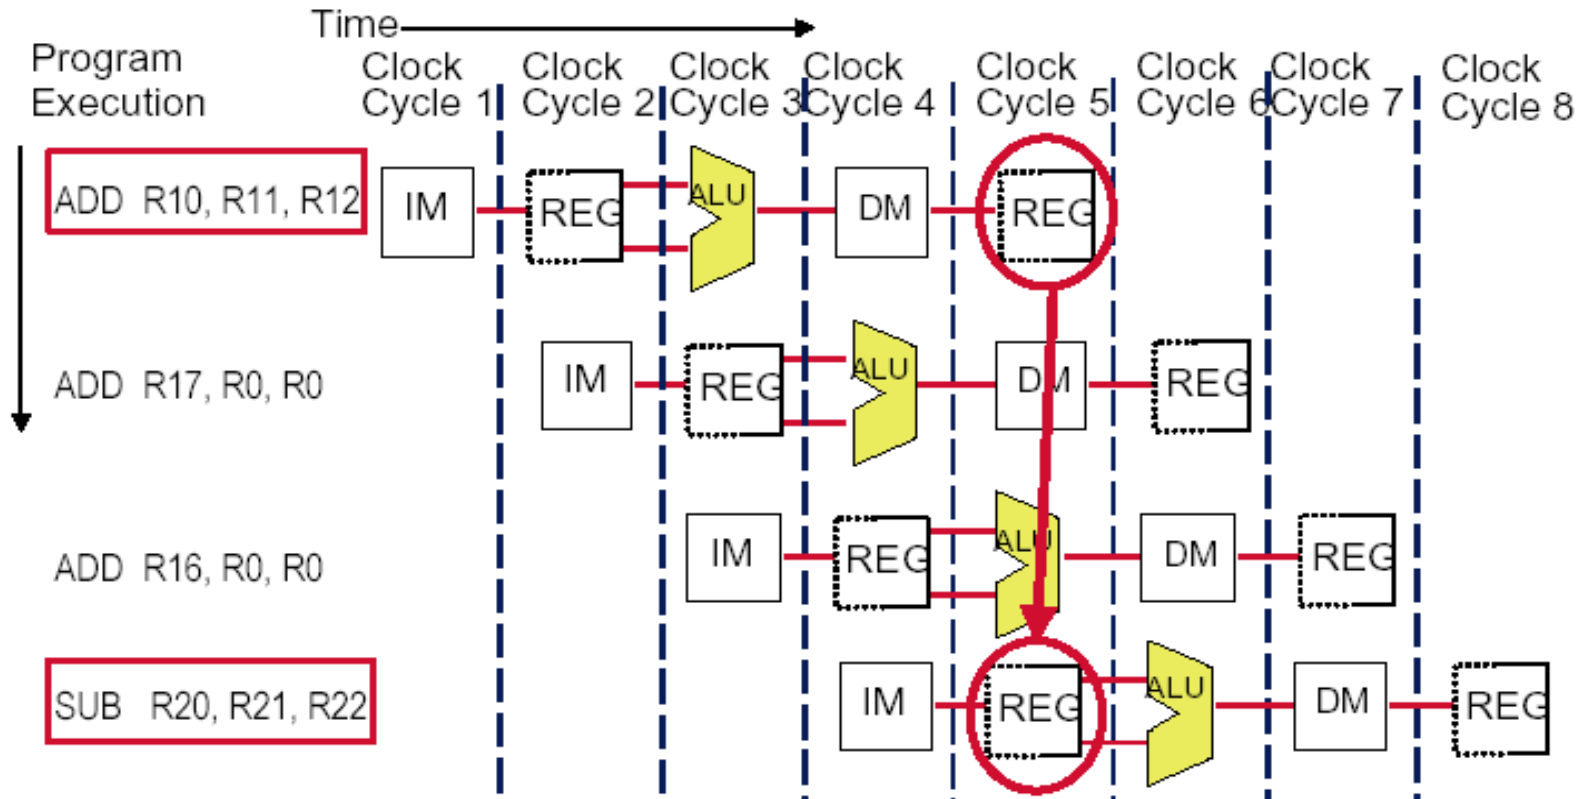 Time
Program
Execution
Clock
Cycle 1
Clock
Cycle 2
Clock
Cycle 3
Clock
Cycle 4
Clock
Cycle 5
Clock
Cycle 6
Clock
Cycle 7
Clock
Cycle 8
ADD R10, R11, R12
IM
REG
ALU
DM
REG
ADD R17, R0, R0
IM
REG
ALU
DM
REG
ADD R16, R0, R0
IM
REG
ALU
DM
REG
SUB R20, R21, R22
IM
REG
ALU
DM
REG